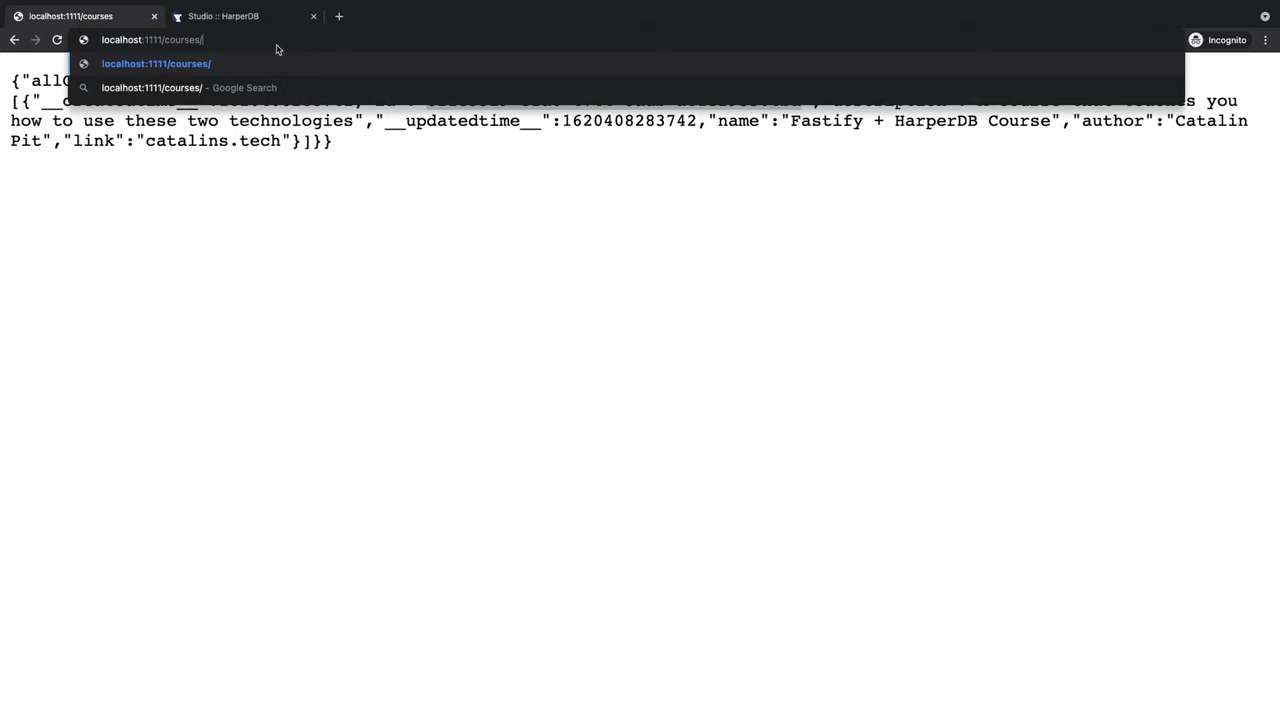 localhost:1111/courses
Studio :: HarperDB
localhost:1111/courses/
Incognito
localhost:1111/courses/
localhost:1111/courses/ - Google Search
{"all
[{"
you
how to use these two technologies","__updatedtime__":1620408283742,"name":"Fastify + HarperDB Course","author":"Catalin
Pit","link":"catalins.tech"}]}}